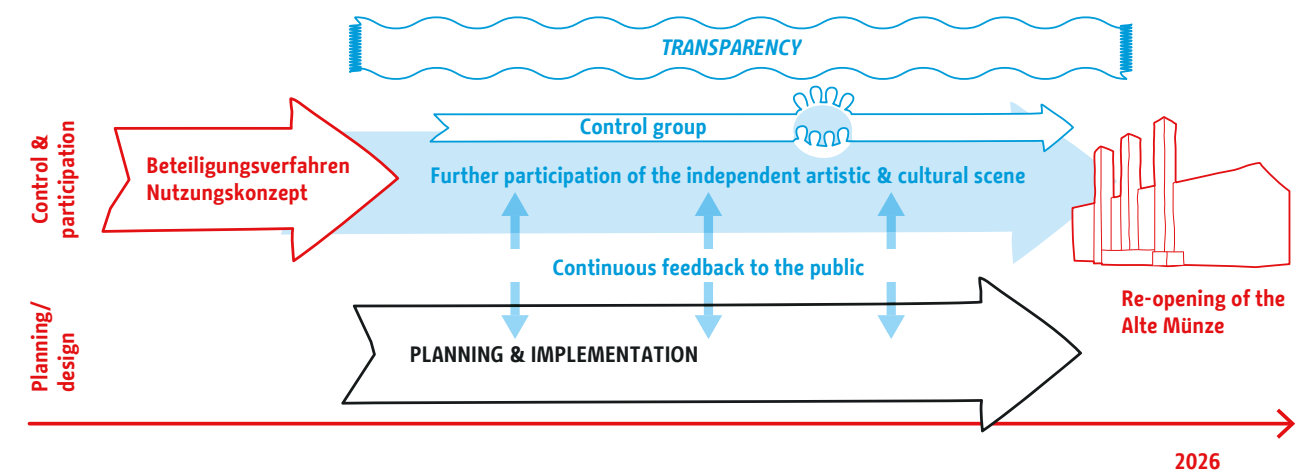 TRANSPARENCY
Control &
participation
Control group
Beteiligungsverfahren
Nutzungskonzept
Further participation of the independent artistic & cultural scene
Continuous feedback to the public
Re-opening of the
Alte Münze
Planning/
design
PLANNING & IMPLEMENTATION
2026